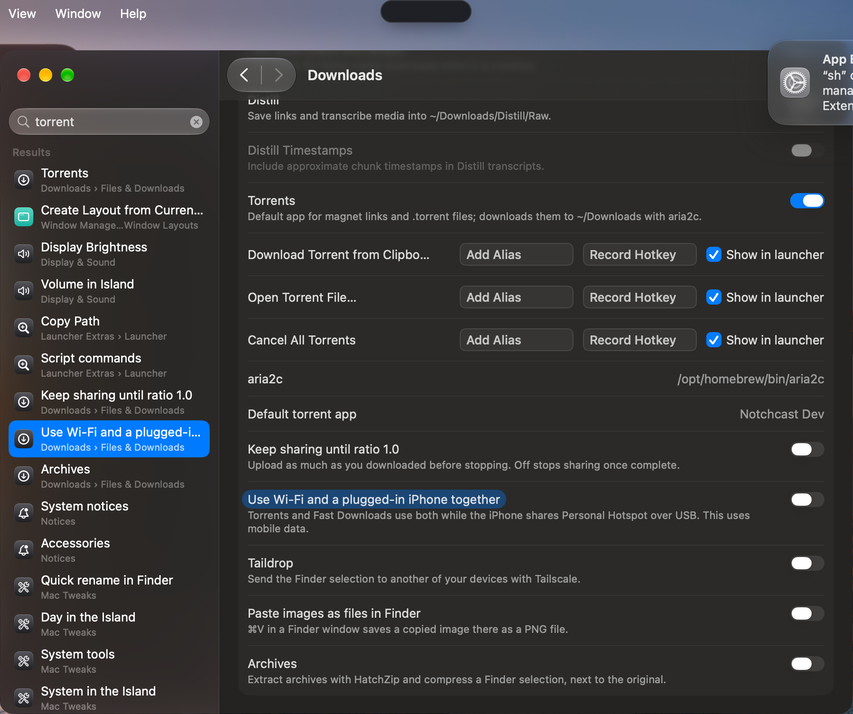 View Window Help
Downloads
App
"sh"
mana
Exten
torrent
Results
Torrents
Downloads › Files & Downloads
Create Layout from Curren...
Window Manage...Window Layouts
Display Brightness
Display & Sound
Volume in Island
Display & Sound
Copy Path
Launcher Extras › Launcher
Script commands
Launcher Extras › Launcher
Keep sharing until ratio 1.0
Downloads › Files & Downloads
Use Wi-Fi and a plugged-i...
Downloads › Files & Downloads
Archives
Downloads › Files & Downloads
System notices
Notices
Accessories
Notices
Quick rename in Finder
Mac Tweaks
Day in the Island
Mac Tweaks
System tools
Mac Tweaks
System in the Island
Mac Tweaks
Distill
Save links and transcribe media into ~/Downloads/Distill/Raw.
Distill Timestamps
Include approximate chunk timestamps in Distill transcripts.
Torrents
Default app for magnet links and .torrent files; downloads them to ~/Downloads with aria2c.
Download Torrent from Clipbo... Add Alias Record Hotkey Show in launcher
Open Torrent File... Add Alias Record Hotkey Show in launcher
Cancel All Torrents Add Alias Record Hotkey Show in launcher
aria2c /opt/homebrew/bin/aria2c
Default torrent app Notchcast Dev
Keep sharing until ratio 1.0
Upload as much as you downloaded before stopping. Off stops sharing once complete.
Use Wi-Fi and a plugged-in iPhone together
Torrents and Fast Downloads use both while the iPhone shares Personal Hotspot over USB. This uses
mobile data.
Taildrop
Send the Finder selection to another of your devices with Tailscale.
Paste images as files in Finder
⌘V in a Finder window saves a copied image there as a PNG file.
Archives
Extract archives with HatchZip and compress a Finder selection, next to the original.